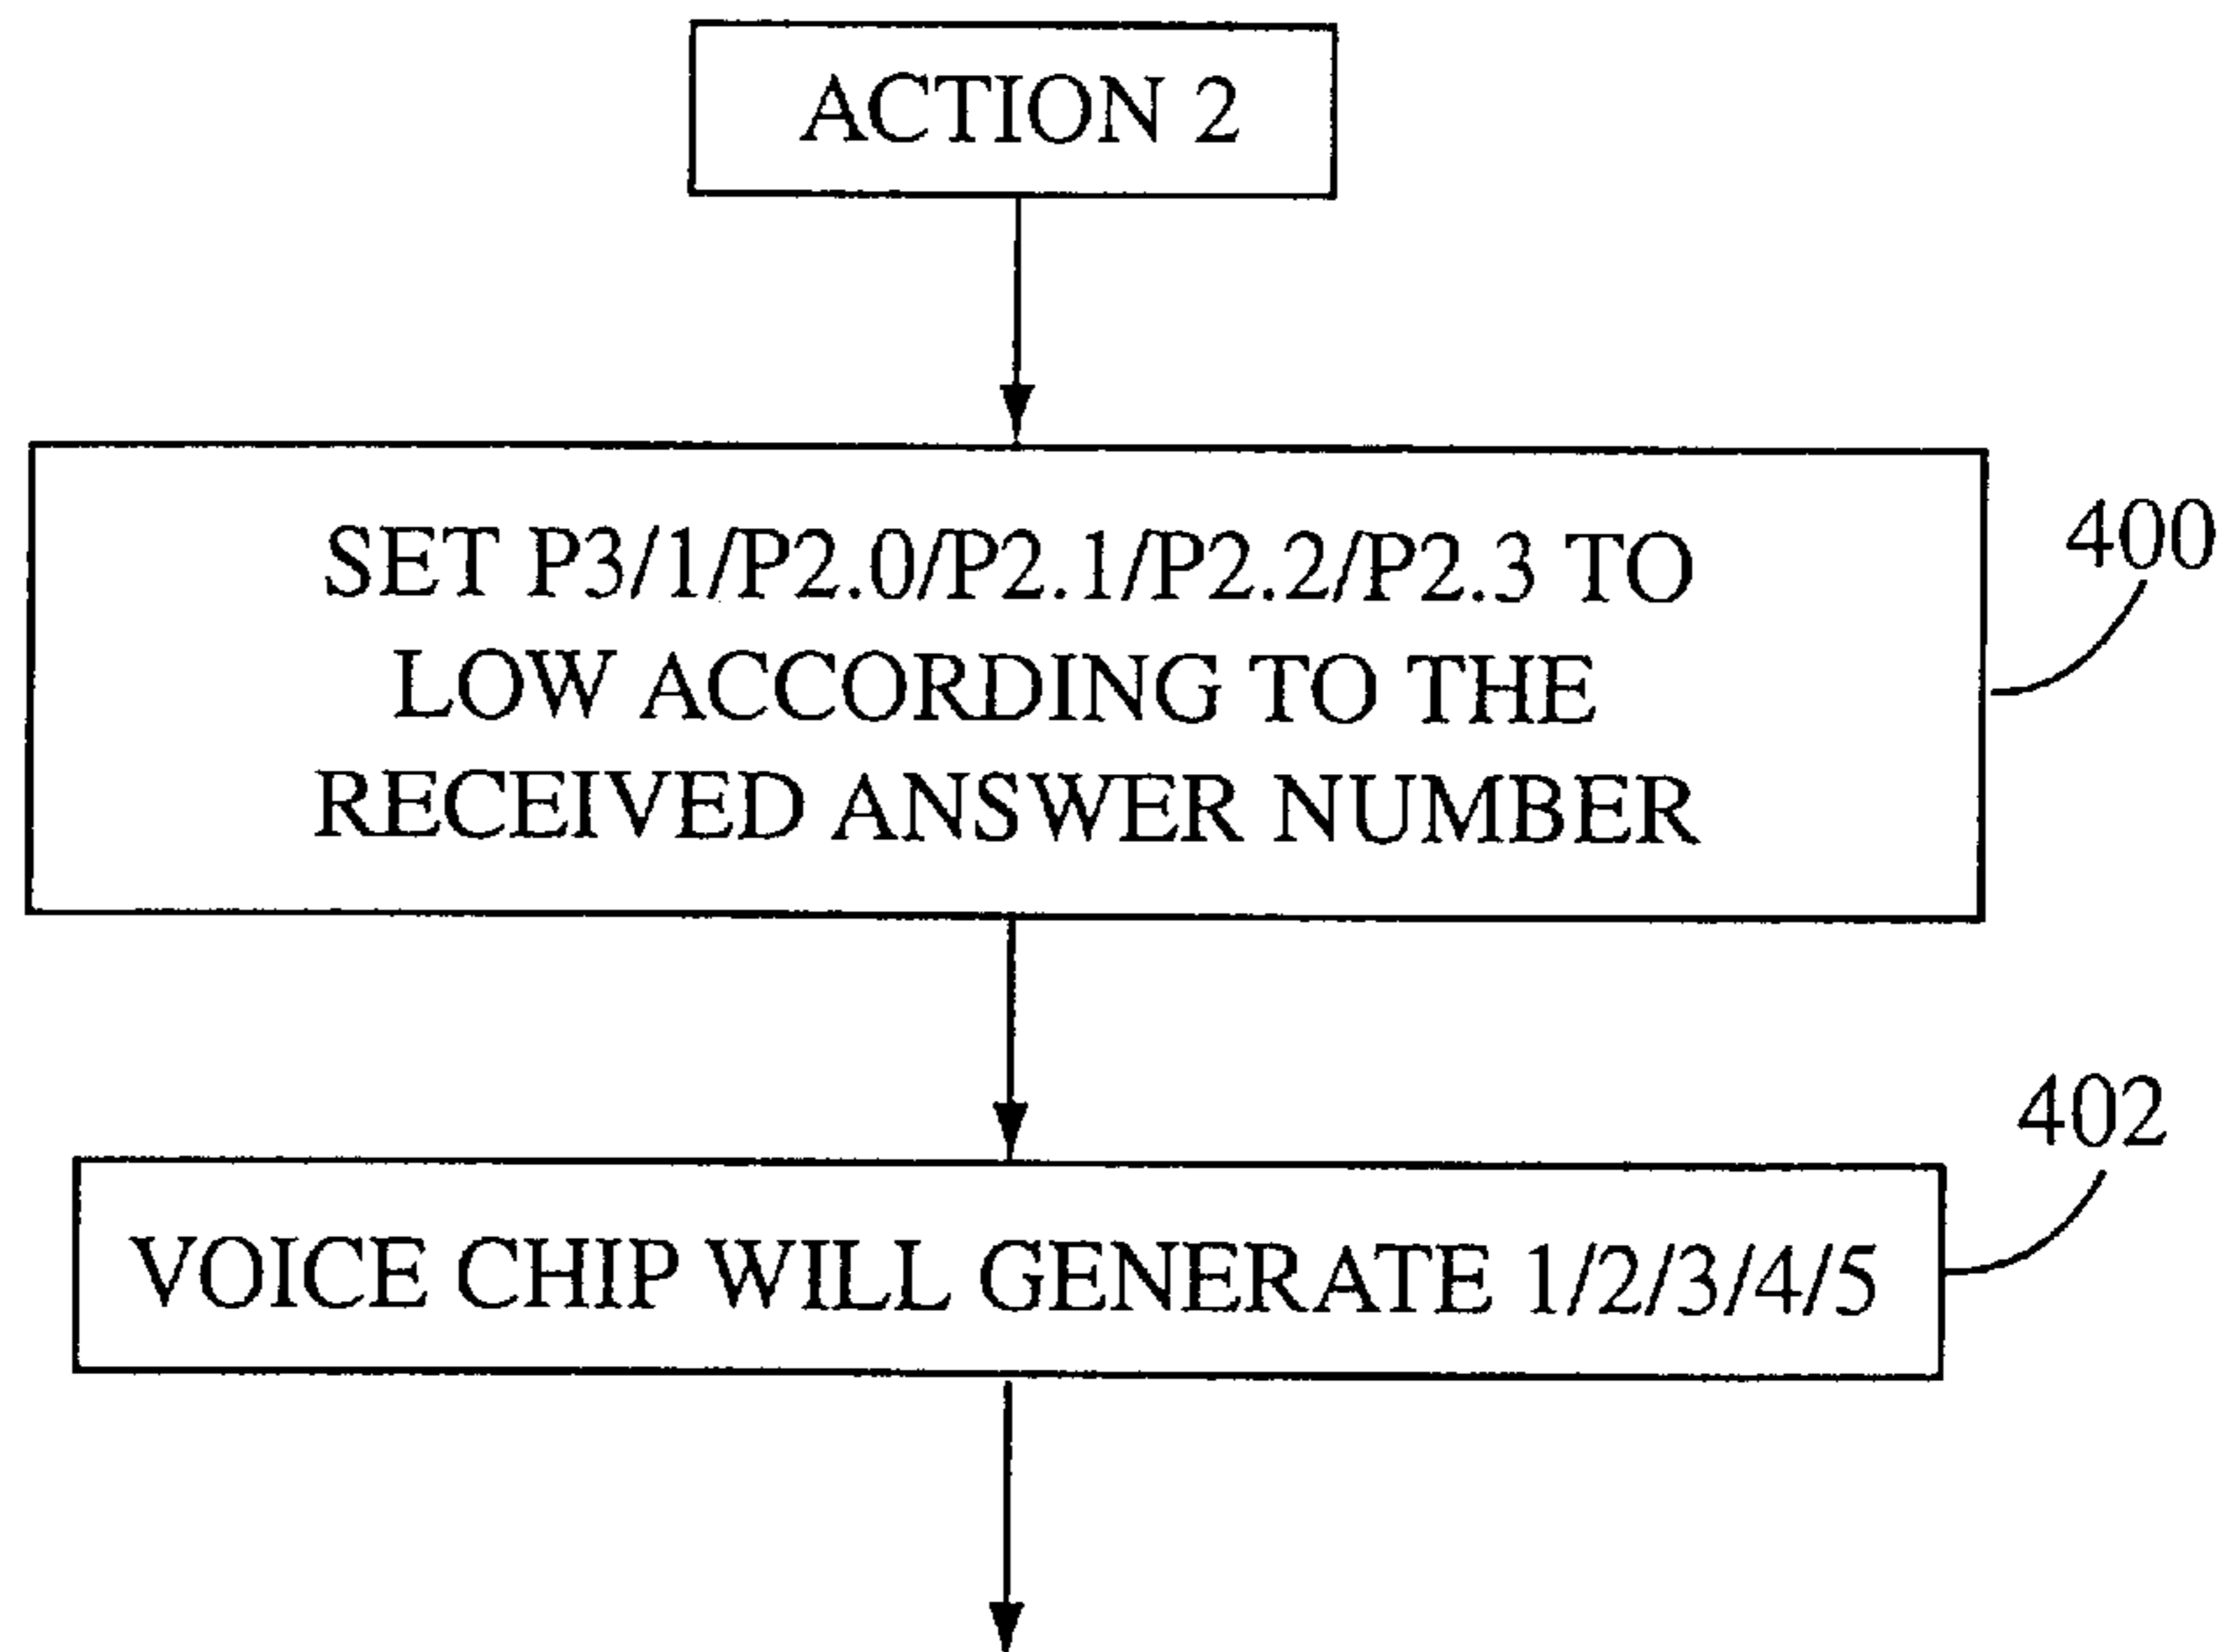 ACTION 2
SET P3/1/P2.0/P2.1/P2.2/P2.3 TO
LOW ACCORDING TO THE
RECEIVED ANSWER NUMBER
400
402
VOICE CHIP WILL GENERATE 1/2/3/4/5